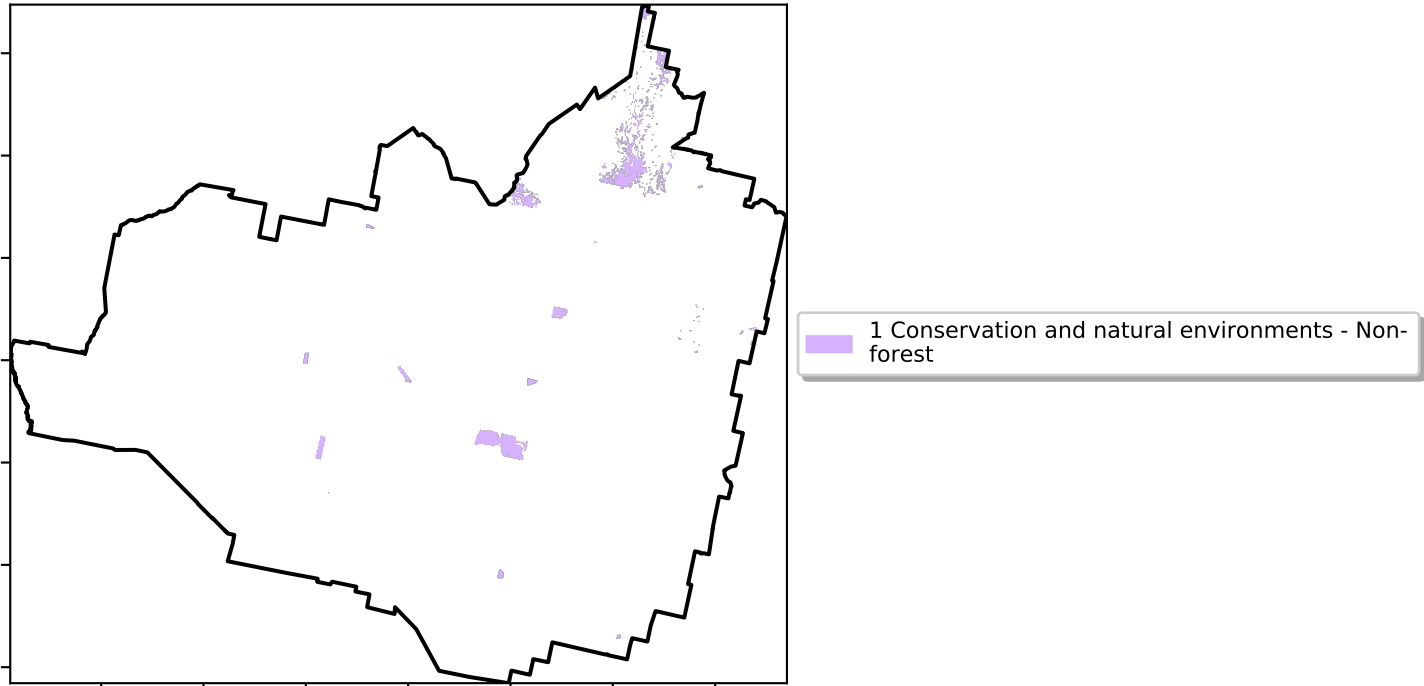 1 Conservation and natural environments - Non-
forest